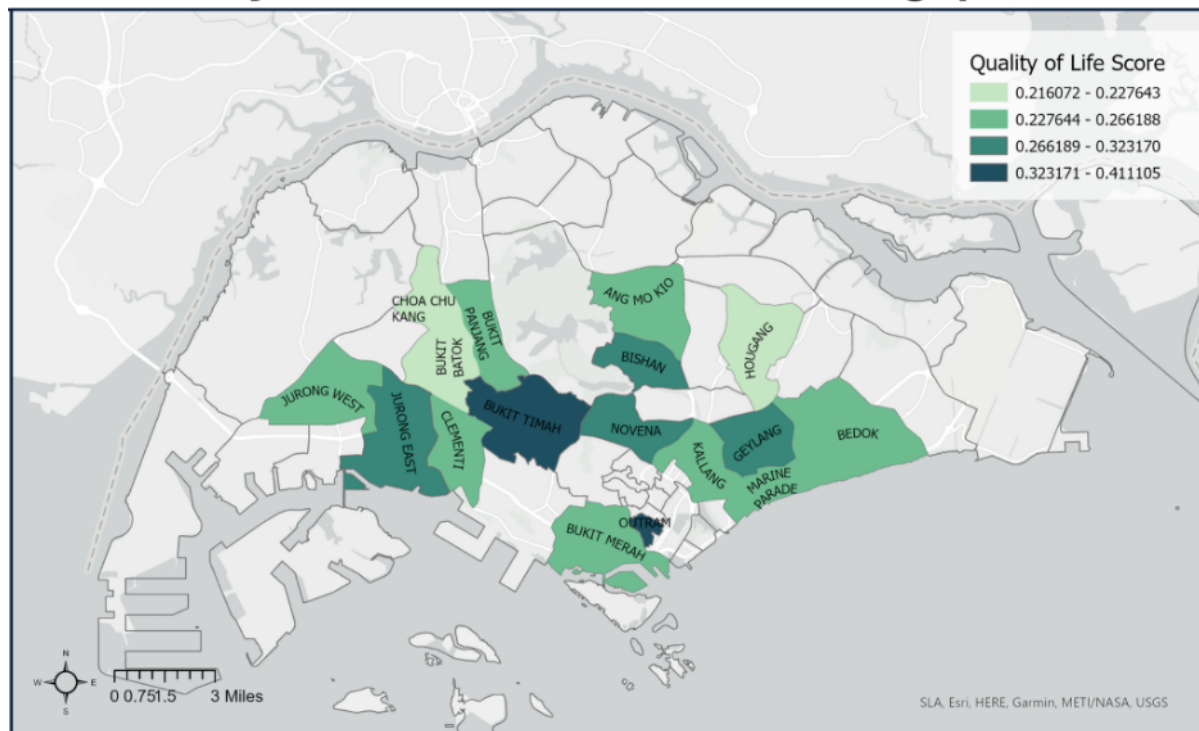 Quality of Life Score
0.216072 - 0.227643
0.227644 - 0.266188
0.266189 - 0.323170
0.323171 - 0.411105
ANG MO KIO
CHOA CHU
KANG
BUKIT
PANJANG
HOUGANG
BUKIT
BATOK
BISHAN
JURONG WEST
JURONG EAST
CLEMENTI
BUKIT TIMAH
NOVENA
KALLANG
GEYLANG
BEDOK
MARINE
PARADE
OUTRAM
BUKIT MERAH
N
W
E
S
0 0.75 1.5 3 Miles
SLA, Esri, HERE, Garmin, METI/NASA, USGS